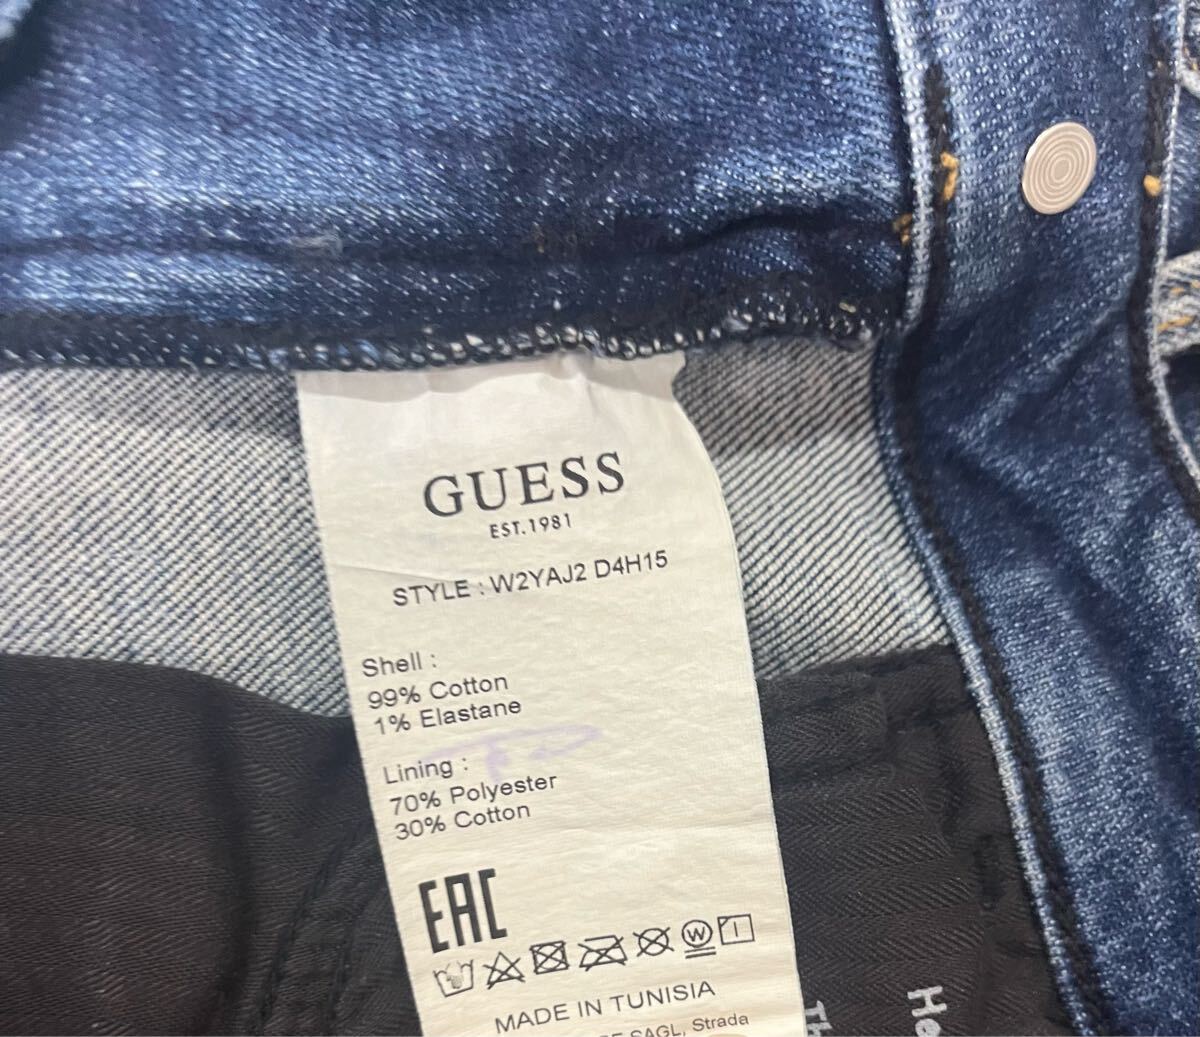 GUESS
EST.1981
STYLE : W2YAJ2 D4H15
Shell :
99% Cotton
1% Elastane
Lining :
70% Polyester
30% Cotton
EAC
W
MADE IN TUNISIA
SAGL, Strada